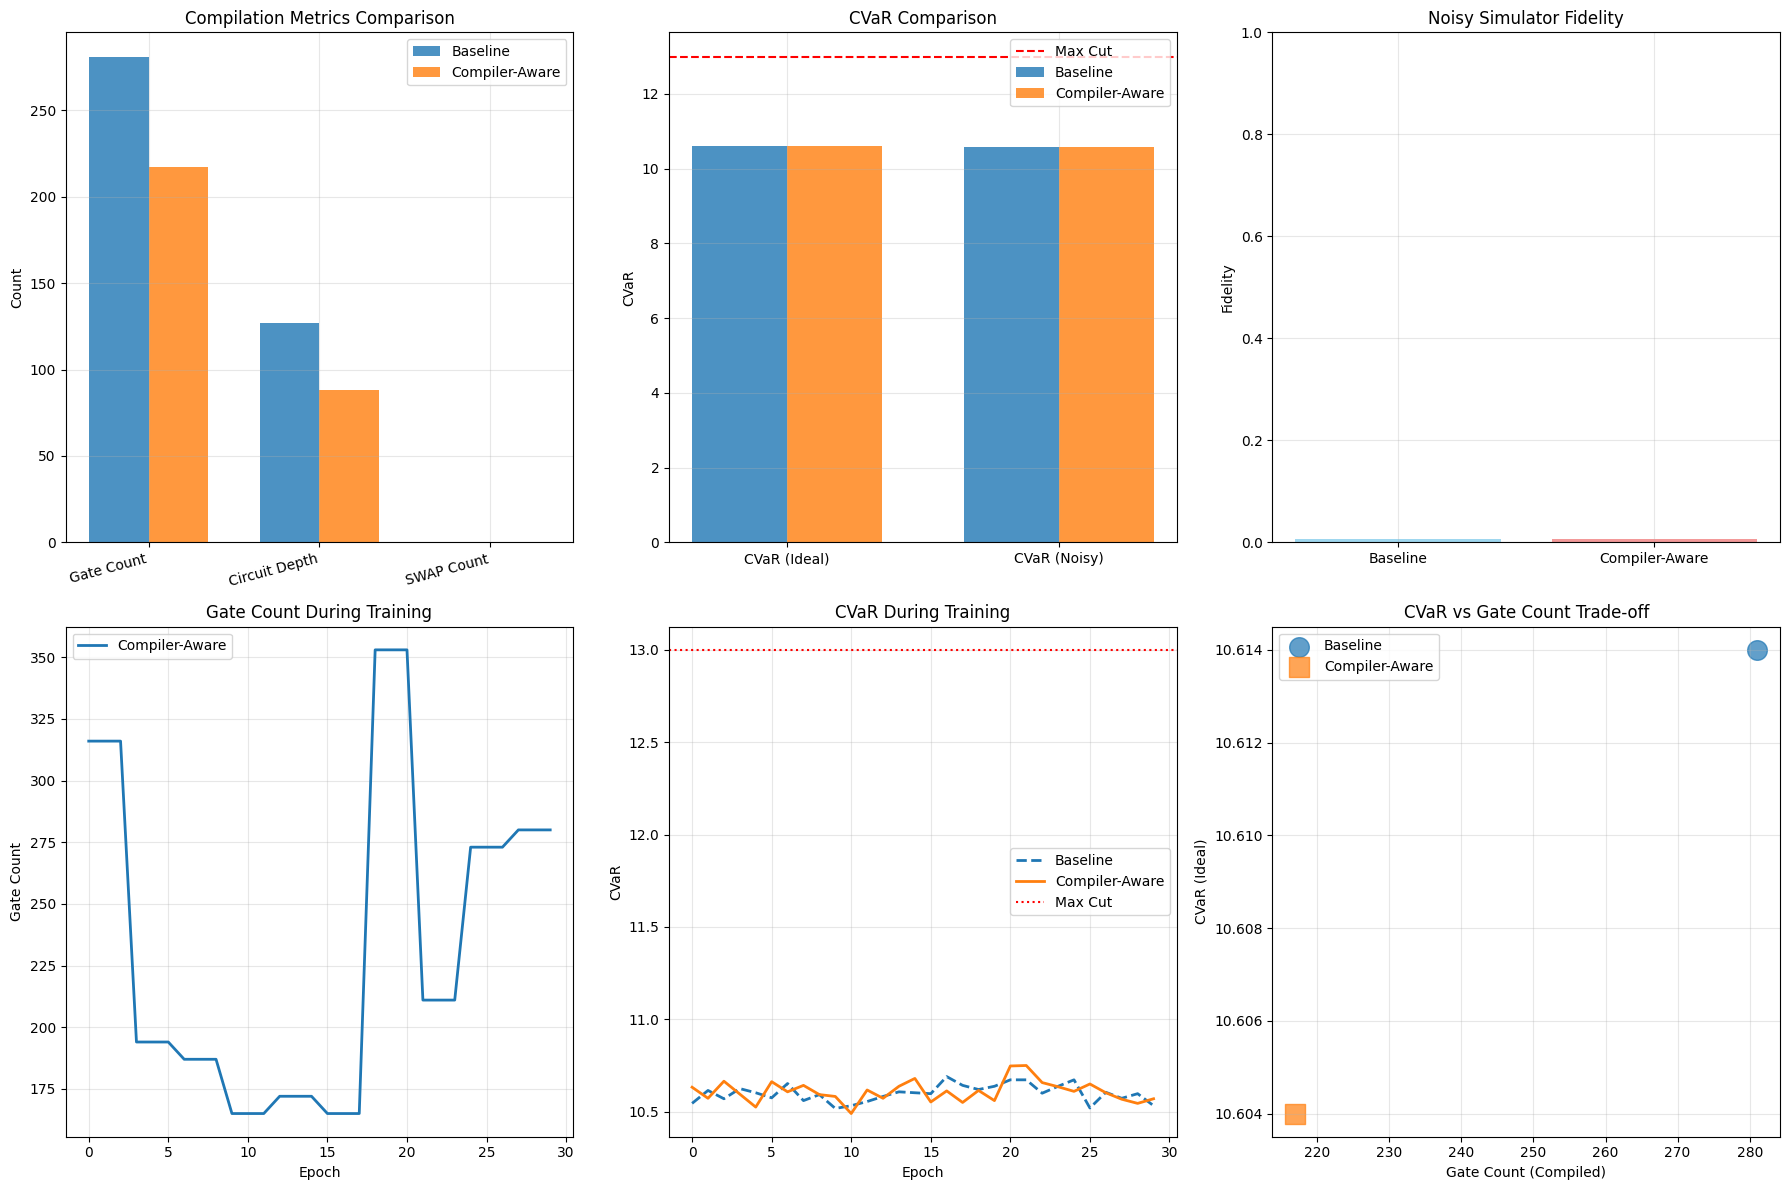 Compilation Metrics Comparison
Count
250
200
150
100
50
0
Gate Count
Circuit Depth
SWAP Count
Baseline
Compiler-Aware
CVaR Comparison
CVaR
12
10
8
6
4
2
0
CVaR (Ideal)
CVaR (Noisy)
Max Cut
Baseline
Compiler-Aware
Noisy Simulator Fidelity
Fidelity
1.0
0.8
0.6
0.4
0.2
0.0
Baseline
Compiler-Aware
Gate Count During Training
Compiler-Aware
Gate Count
350
325
300
275
250
225
200
175
0 5 10 15 20 25 30
Epoch
CVaR During Training
CVaR
13.0
12.5
12.0
11.5
11.0
10.5
Baseline
Compiler-Aware
Max Cut
0 5 10 15 20 25 30
Epoch
CVaR vs Gate Count Trade-off
Baseline
Compiler-Aware
CVaR (Ideal)
10.614
10.612
10.610
10.608
10.606
10.604
220 230 240 250 260 270 280
Gate Count (Compiled)